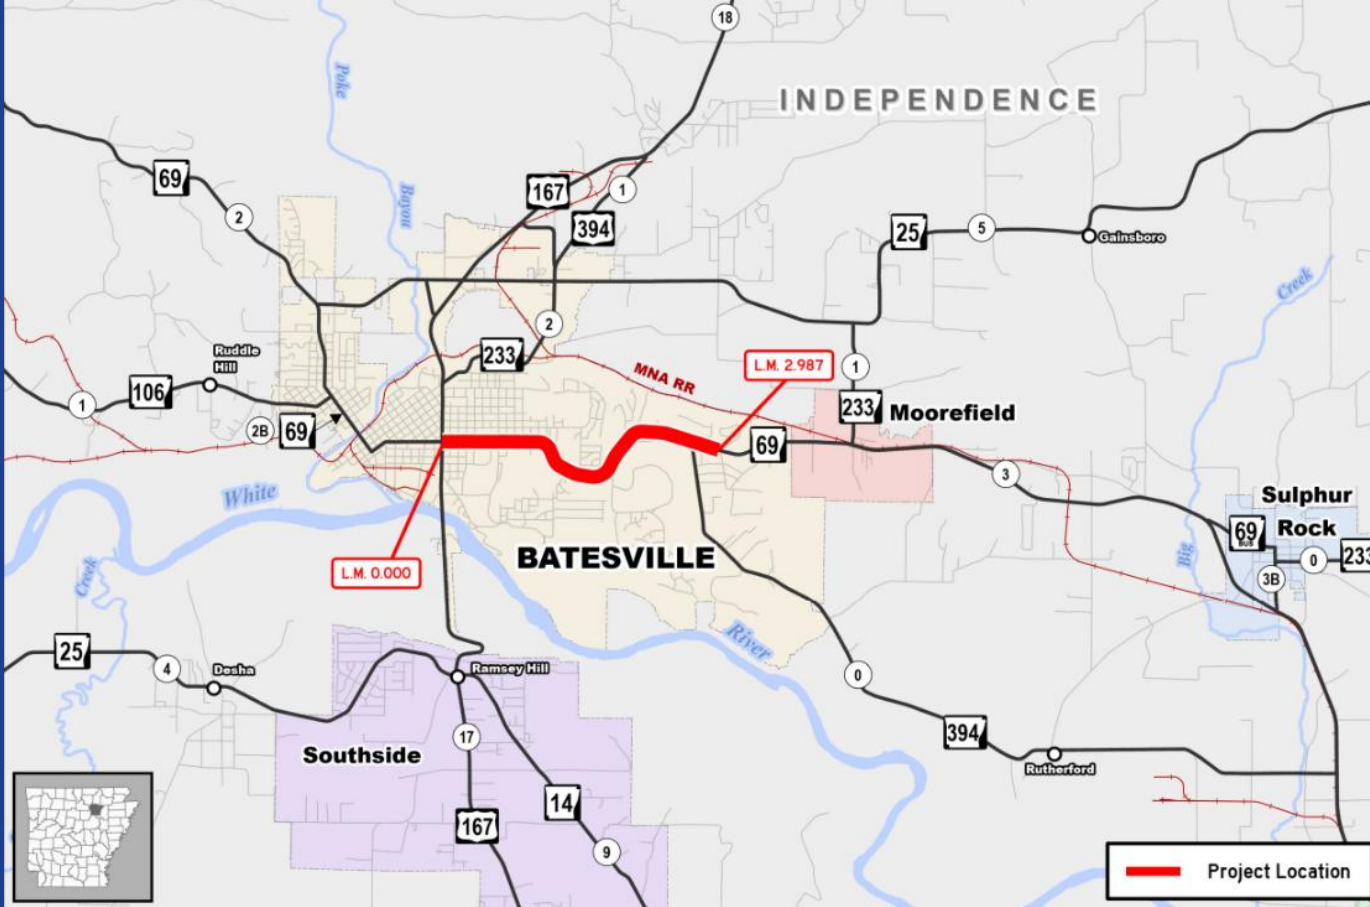 18
INDEPENDENCE
Poke
Bayou
69
2
167
1
394
25
5
Gainsboro
Creek
2
233
Ruddle
Hill
MNA RR
L.M. 2.987
1
106
1
233
Moorefield
2B
69
69
3
White
Sulphur
Rock
69
BUS
0
233
3B
Big
BATESVILLE
L.M. 0.000
Creek
River
25
4
Desha
Ramsey Hill
0
17
394
Southside
Rutherford
14
167
9
Project Location